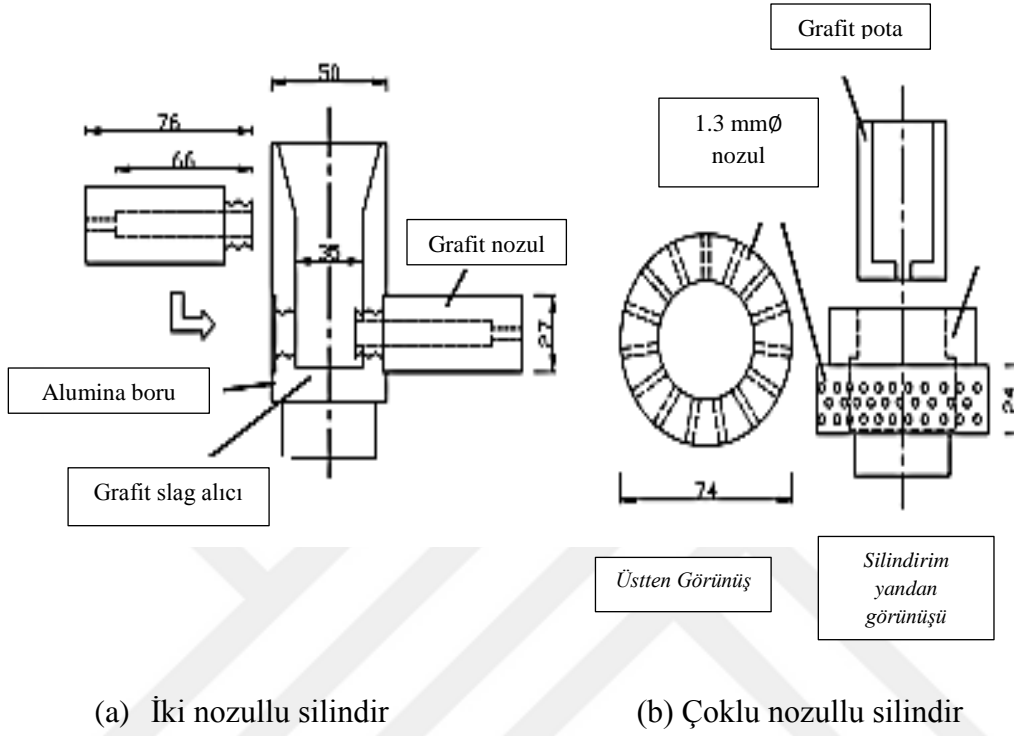 Grafit pota
50
76
66
1.3 mmØ
nozul
Grafit nozul
35
27
Alumina boru
24
Grafit slag alıcı
74
Üstten Görünüş
Silindirim
yandan
görünüşü
(a) İki nozullu silindir
(b) Çoklu nozullu silindir